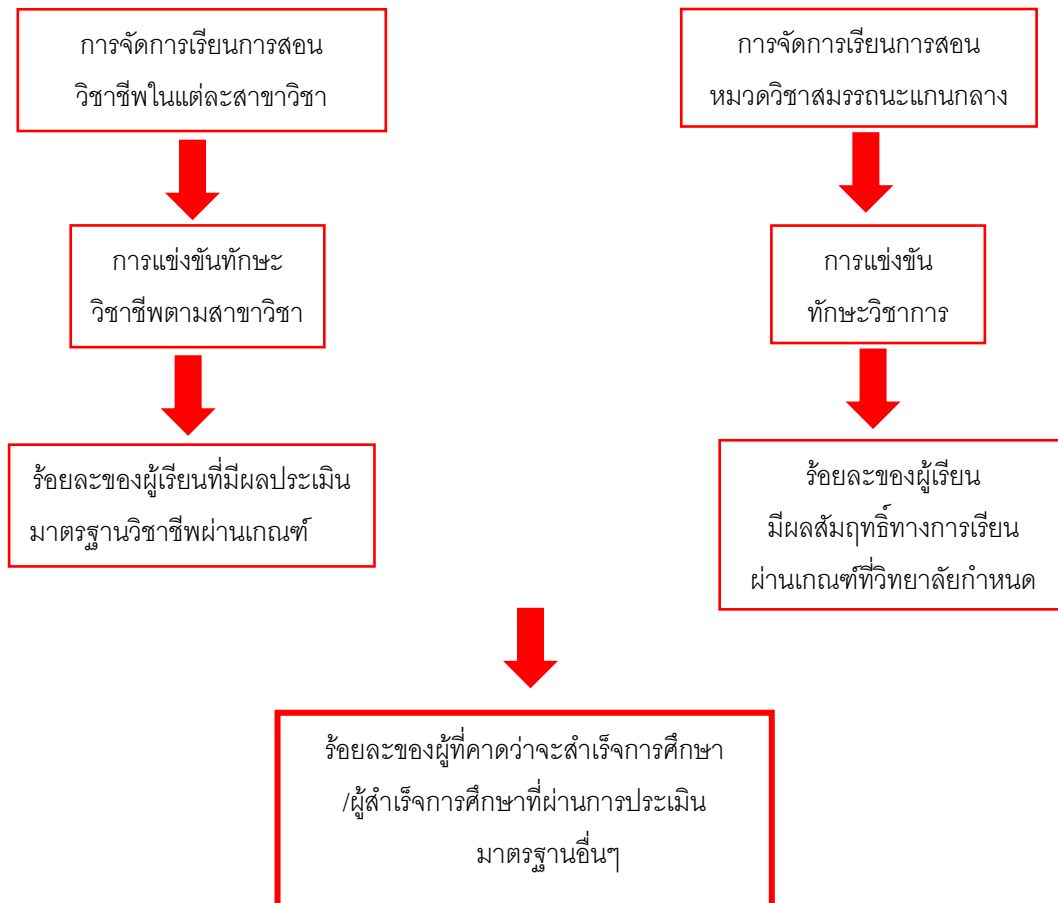 การจัดการเรียนการสอน
วิชาชีพในแต่ละสาขาวิชา
การแข่งขันทักษะ
วิชาชีพตามสาขาวิชา
ร้อยละของผู้เรียนที่มีผลประเมิน
มาตรฐานวิชาชีพผ่านเกณฑ์
การจัดการเรียนการสอน
หมวดวิชาสมรรถนะแกนกลาง
การแข่งขัน
ทักษะวิชาการ
ร้อยละของผู้เรียน
มีผลสัมฤทธิ์ทางการเรียน
ผ่านเกณฑ์ที่วิทยาลัยกำหนด
ร้อยละของผู้ที่คาดว่าจะสำเร็จการศึกษา
/ผู้สำเร็จการศึกษาที่ผ่านการประเมิน
มาตรฐานอื่นๆ